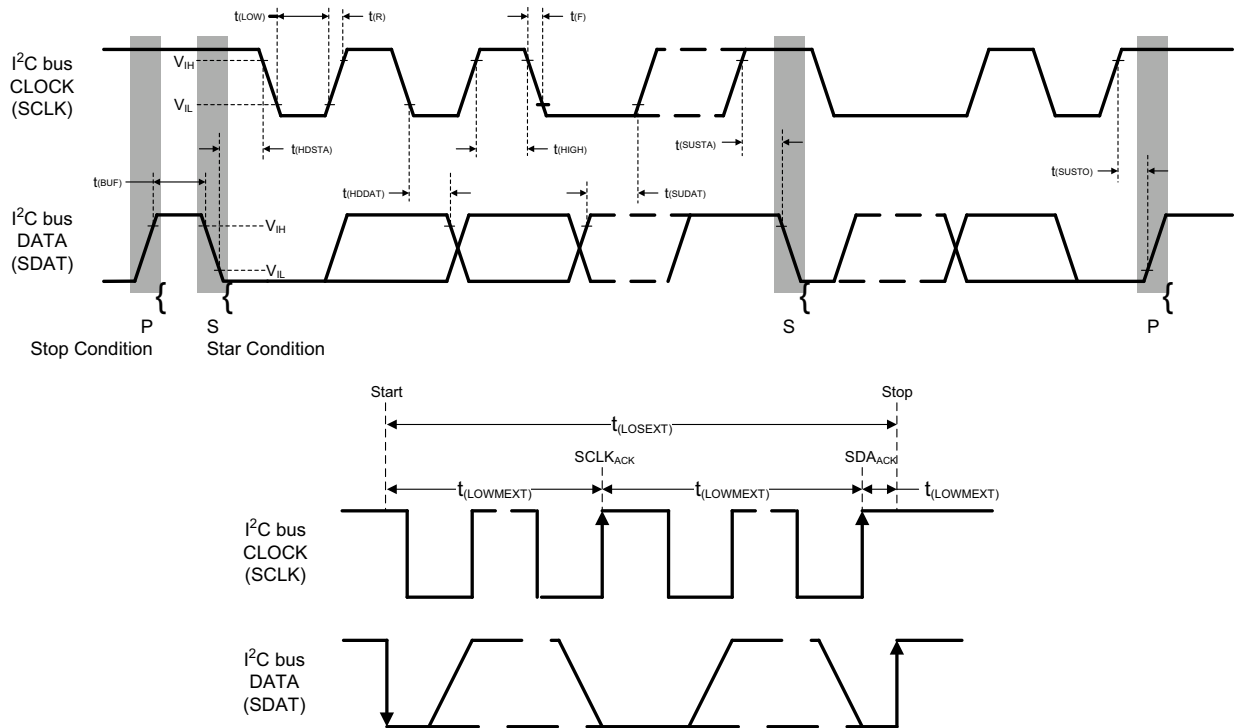 t(LOW)
t(R)
t(F)
I2C bus
CLOCK
(SCLK)
VIH
VIL
t(HDSTA)
t(HIGH)
t(SUSTA)
t(BUF)
t(HDDAT)
t(SUDAT)
t(SUSTO)
I2C bus
DATA
(SDAT)
VIH
VIL
{ { { {
P S S P
Stop Condition Star Condition
Start Stop
t(LOSEXT)
SCLKACK SDAACK
t(LOWMEXT) t(LOWMEXT) t(LOWMEXT)
I2C bus
CLOCK
(SCLK)
I2C bus
DATA
(SDAT)